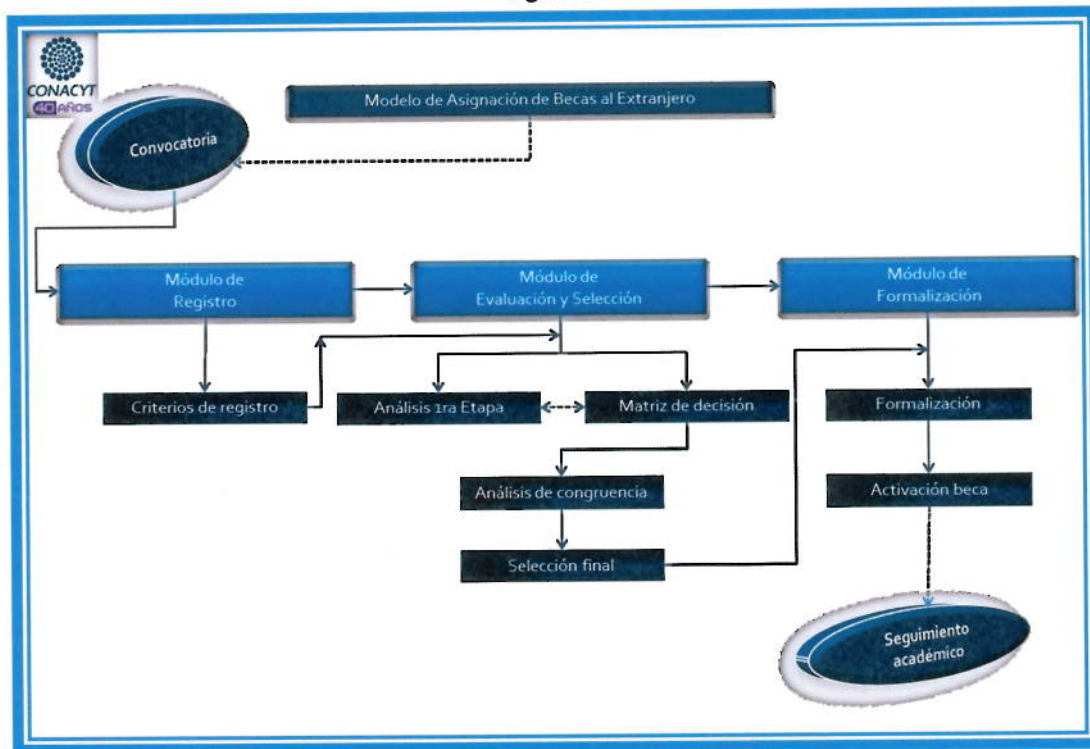 CONACYT
40 AÑOS
Modelo de Asignación de Becas al Extranjero
Convocatoria
Módulo de
Registro
Módulo de
Evaluación y Selección
Módulo de
Formalización
Criterios de registro
Análisis 1ra Etapa
Matriz de decisión
Formalización
Análisis de congruencia
Activación beca
Selección final
Seguimiento
académico